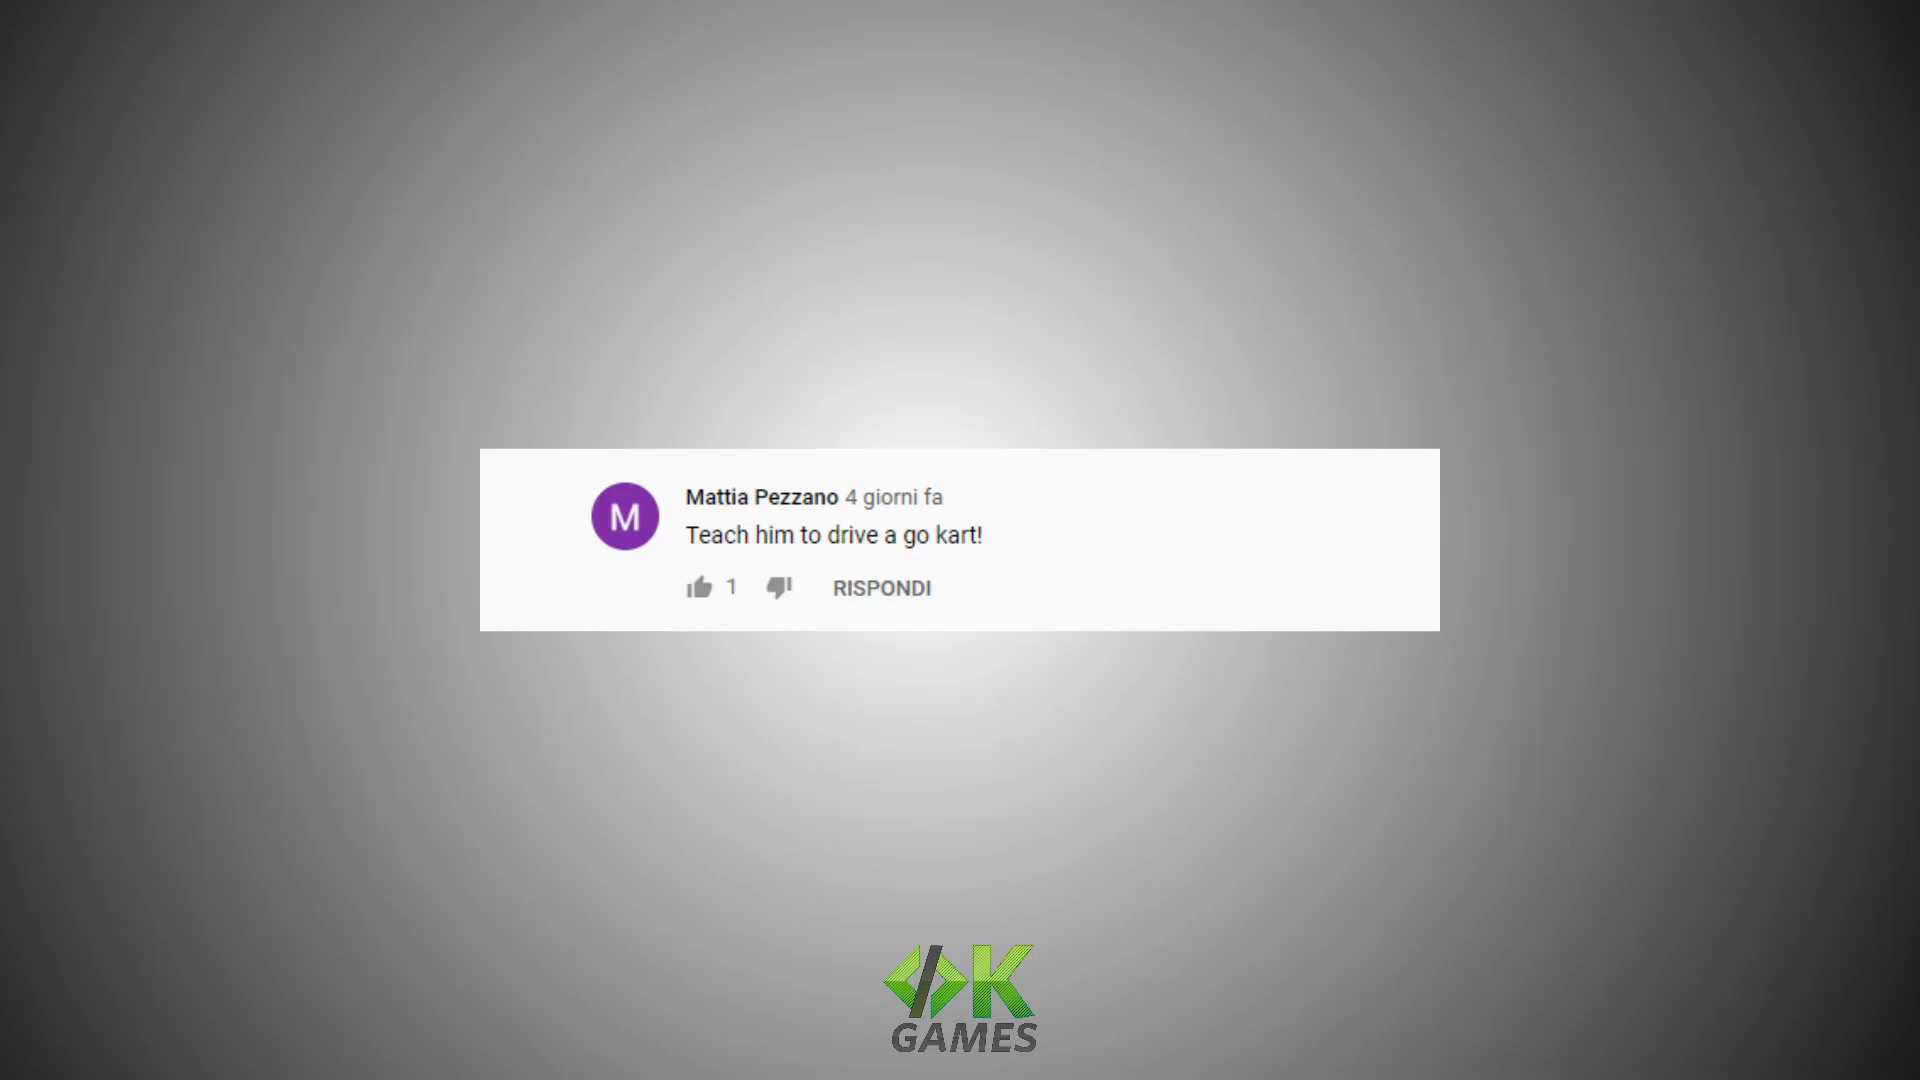 M
Mattia Pezzano 4 giorni fa
Teach him to drive a go kart!
1 RISPONDI
</>K
GAMES